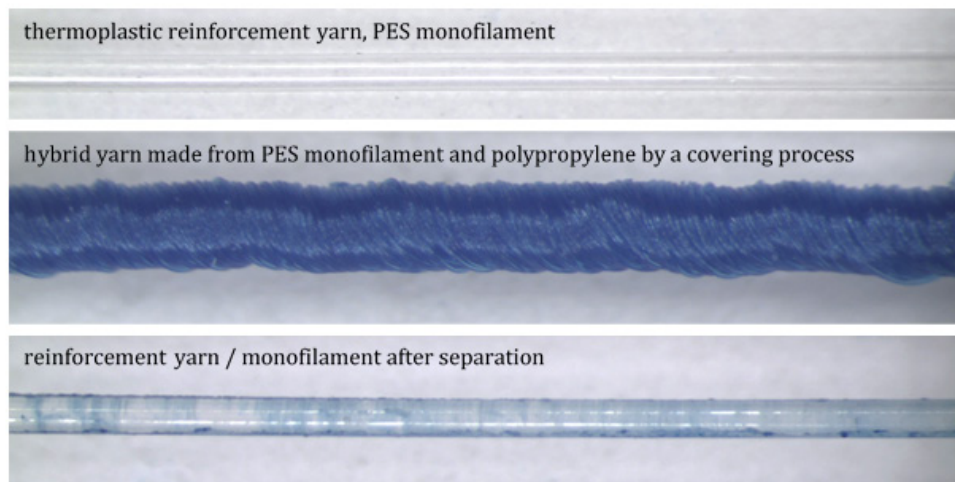 thermoplastic reinforcement yarn, PES monofilament
hybrid yarn made from PES monofilament and polypropylene by a covering process
reinforcement yarn / monofilament after separation